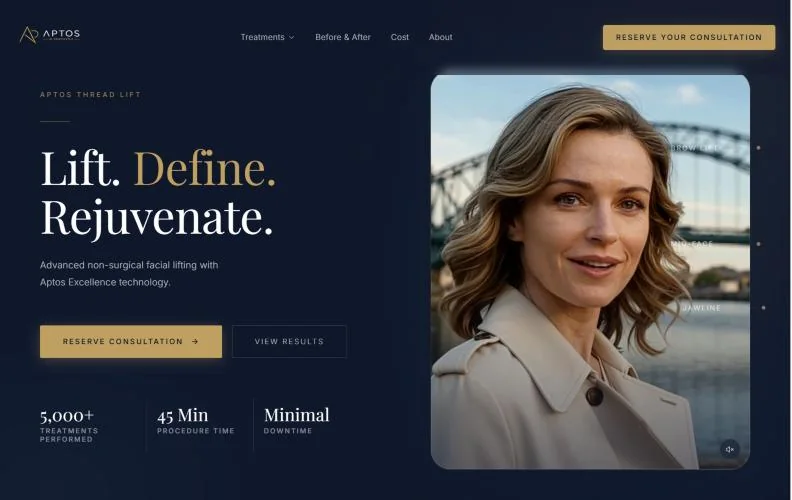 APTOS
Treatments
Before & After
Cost
About
RESERVE YOUR CONSULTATION
APTOS THREAD LIFT
Lift. Define.
Rejuvenate.
Advanced non-surgical facial lifting with
Aptos Excellence technology.
RESERVE CONSULTATION →
VIEW RESULTS
5,000+
TREATMENTS
PERFORMED
45 Min
PROCEDURE TIME
Minimal
DOWNTIME
BROW LIFT
MID-FACE
JAWLINE